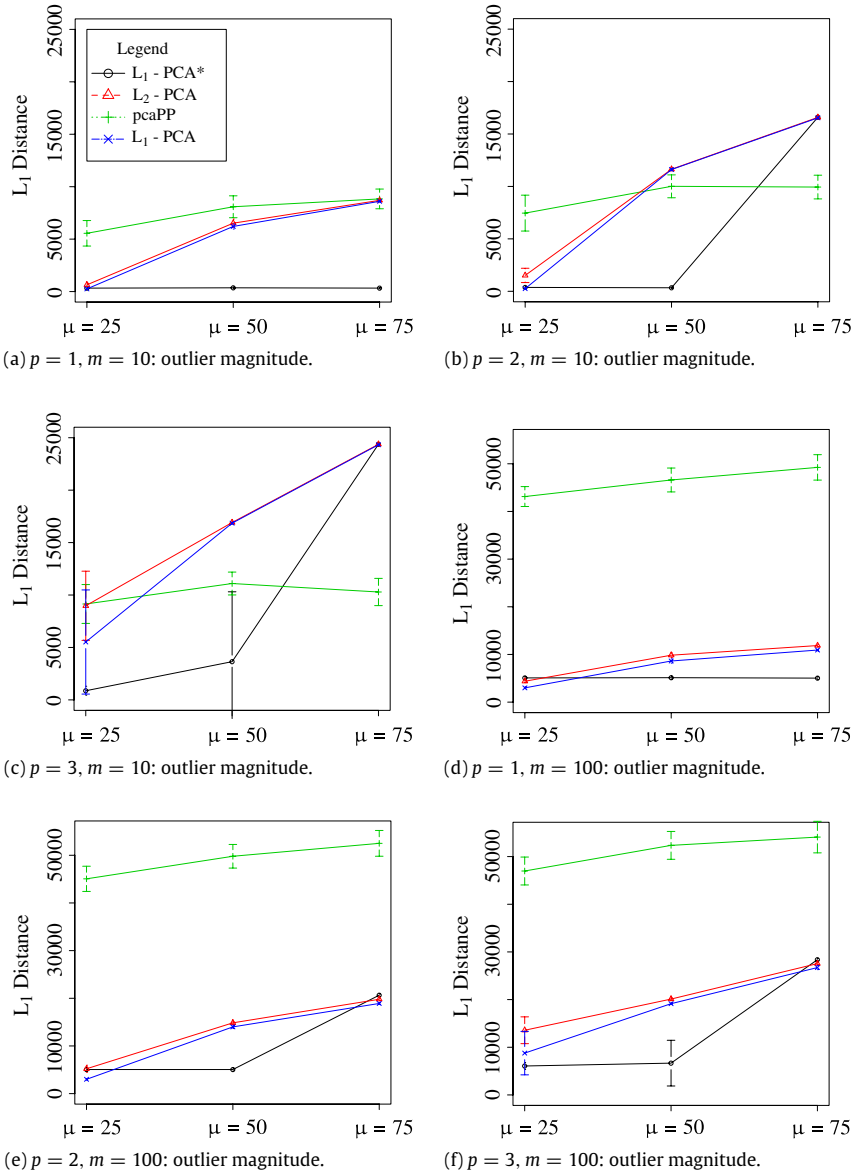 L₁ Distance
25000
15000
5000
0
Legend
L₁ - PCA*
L₂ - PCA
pcaPP
L₁ - PCA
μ = 25 μ = 50 μ = 75
(a) p = 1, m = 10: outlier magnitude.
L₁ Distance
25000
15000
5000
0
μ = 25 μ = 50 μ = 75
(b) p = 2, m = 10: outlier magnitude.
L₁ Distance
25000
15000
5000
0
μ = 25 μ = 50 μ = 75
(c) p = 3, m = 10: outlier magnitude.
L₁ Distance
50000
30000
10000
0
μ = 25 μ = 50 μ = 75
(d) p = 1, m = 100: outlier magnitude.
L₁ Distance
50000
30000
10000
0
μ = 25 μ = 50 μ = 75
(e) p = 2, m = 100: outlier magnitude.
L₁ Distance
50000
30000
10000
0
μ = 25 μ = 50 μ = 75
(f) p = 3, m = 100: outlier magnitude.